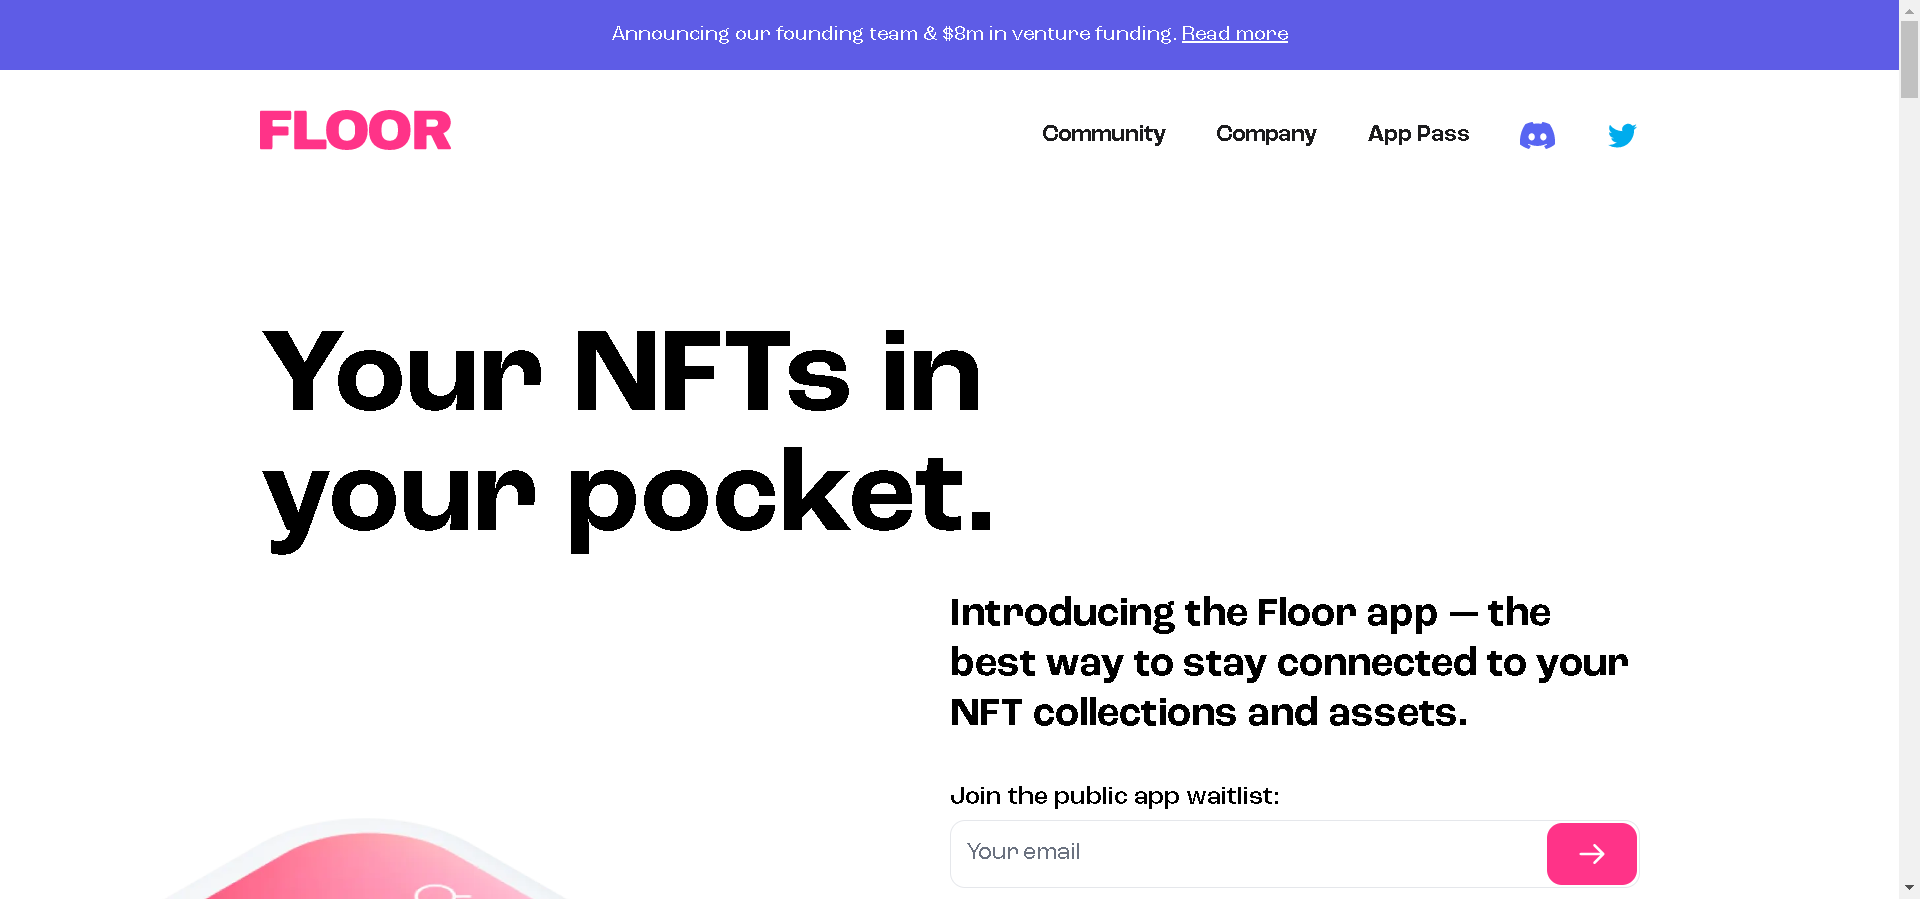 Announcing our founding team & $8m in venture funding. Read more
FLOOR
Community
Company
App Pass
Your NFTs in
your pocket.
Introducing the Floor app — the
best way to stay connected to your
NFT collections and assets.
Join the public app waitlist:
Your email